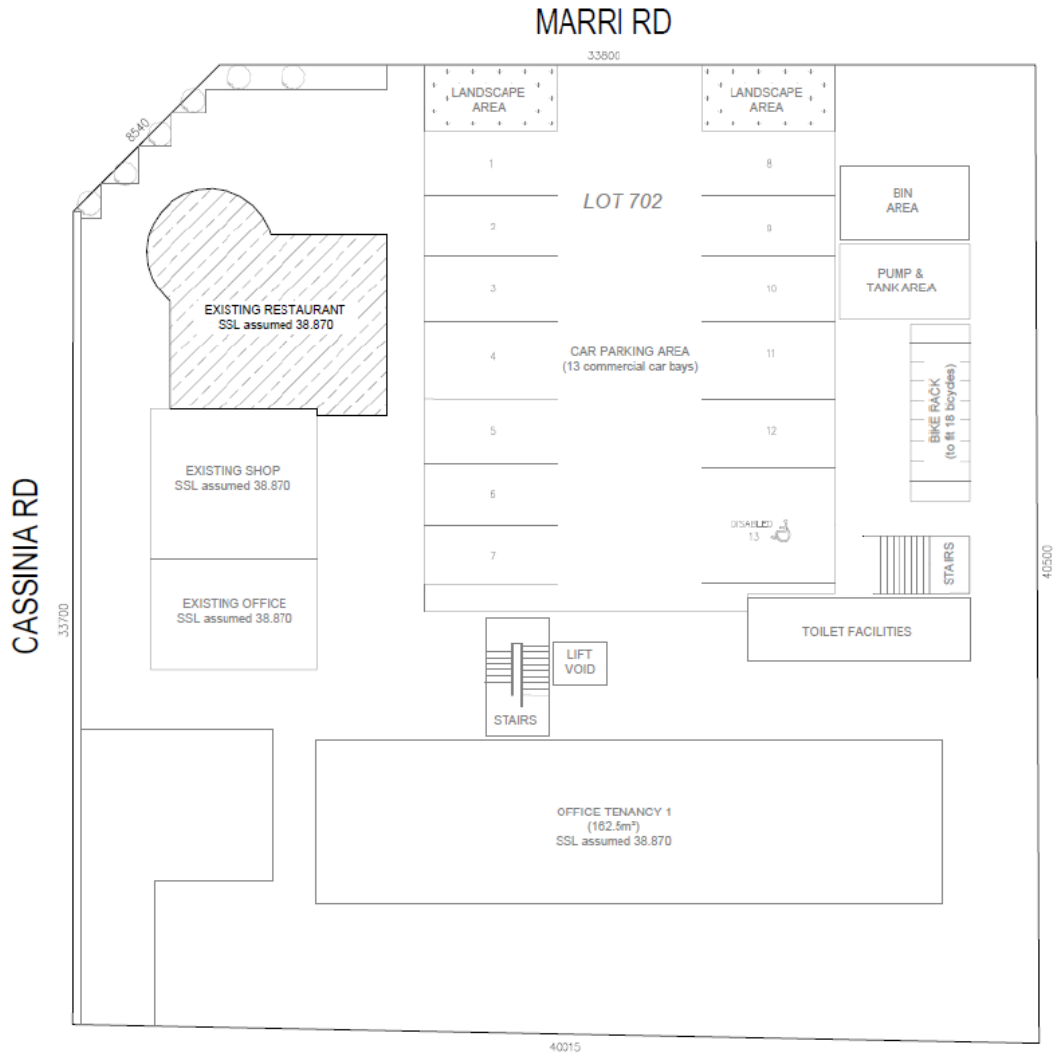 MARRI RD
33800
LANDSCAPE
AREA
LANDSCAPE
AREA
8540
1
8
LOT 702
BIN
AREA
2
9
PUMP &
TANK AREA
3
10
EXISTING RESTAURANT
SSL assumed 38.870
4
CAR PARKING AREA
(13 commercial car bays)
11
BIKE RACK
(to fit 18 bicycles)
5
12
EXISTING SHOP
SSL assumed 38.870
6
DISABLED
13
7
STAIRS
40500
CASSINIA RD
33700
EXISTING OFFICE
SSL assumed 38.870
TOILET FACILITIES
LIFT
VOID
STAIRS
OFFICE TENANCY 1
(162.5m²)
SSL assumed 38.870
40015